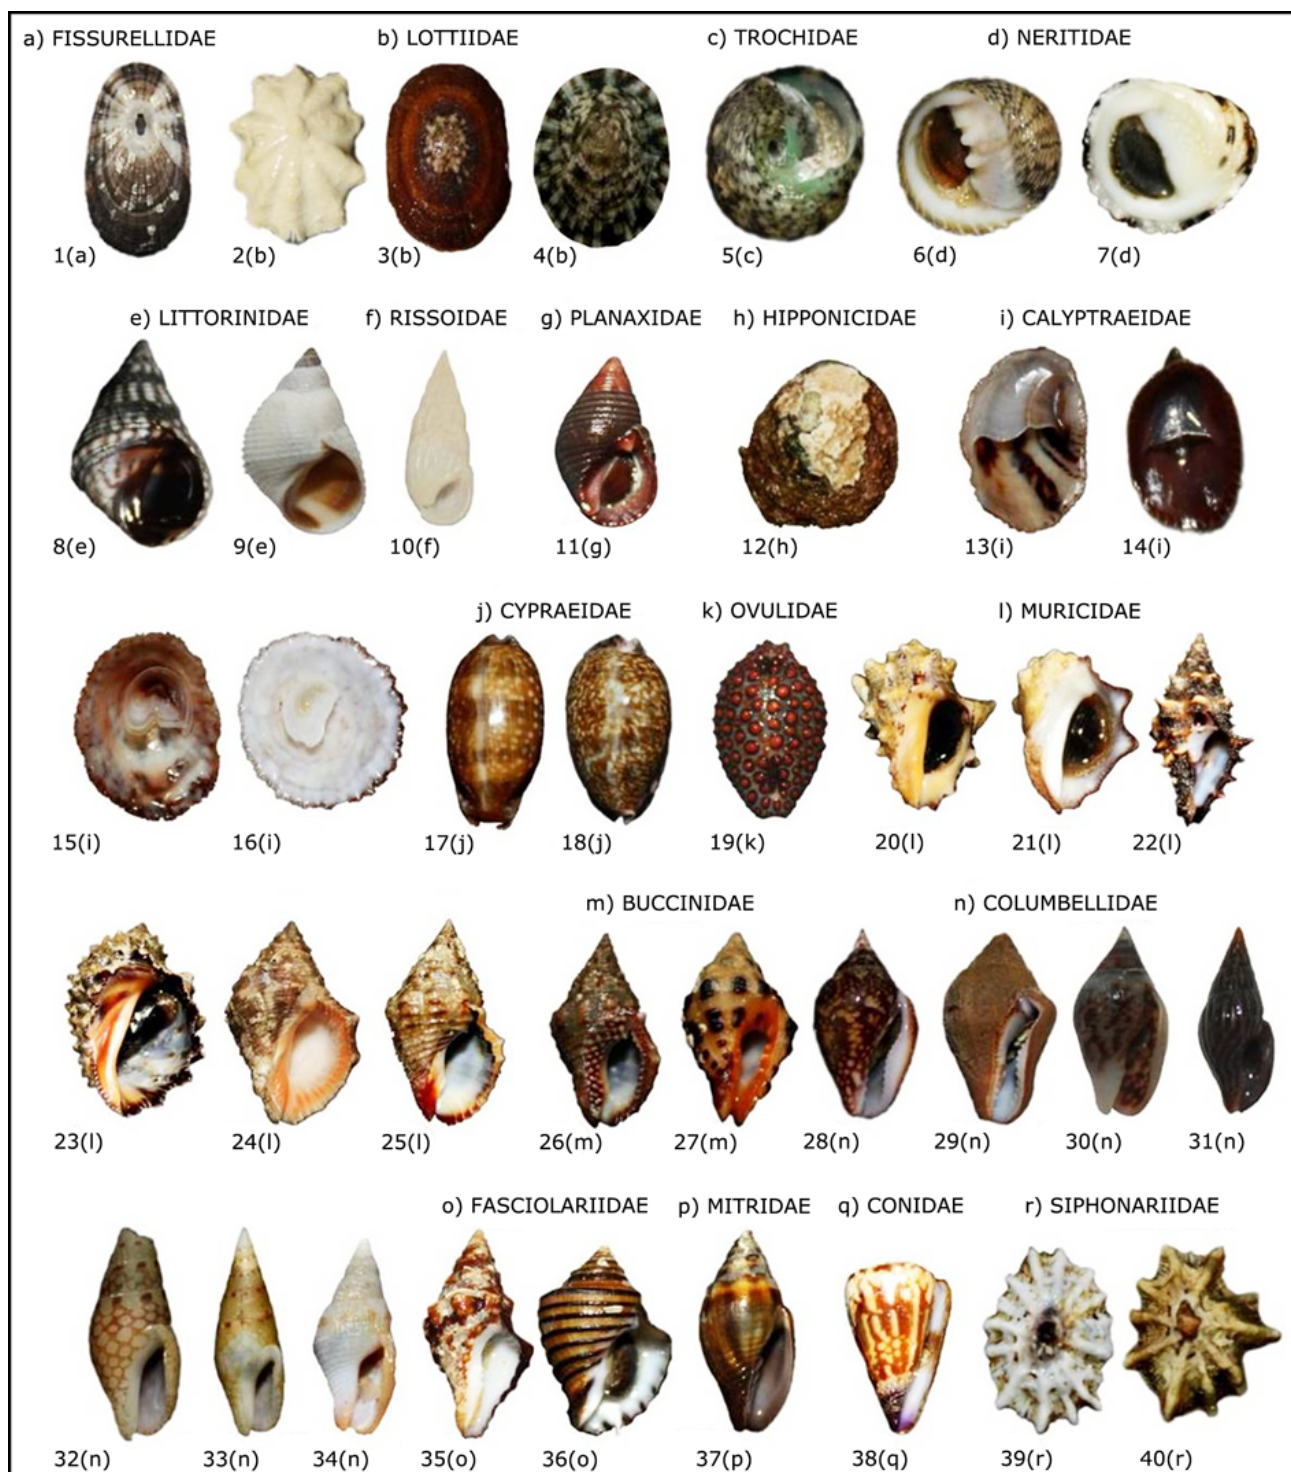 a) FISSURELLIDAE b) LOTTIIDAE c) TROCHIDAE d) NERITIDAE
1(a) 2(b) 3(b) 4(b) 5(c) 6(d) 7(d)
e) LITTORINIDAE f) RISSOIDAE g) PLANAXIDAE h) HIPPONICIDAE i) CALYPTRAEIDAE
8(e) 9(e) 10(f) 11(g) 12(h) 13(i) 14(i)
j) CYPRAEIDAE k) OVULIDAE l) MURICIDAE
15(i) 16(i) 17(j) 18(j) 19(k) 20(l) 21(l) 22(l)
m) BUCCINIDAE n) COLUMBELLIDAE
23(l) 24(l) 25(l) 26(m) 27(m) 28(n) 29(n) 30(n) 31(n)
o) FASCIOLARIIDAE p) MITRIDAE q) CONIDAE r) SIPHONARIIDAE
32(n) 33(n) 34(n) 35(o) 36(o) 37(p) 38(q) 39(r) 40(r)